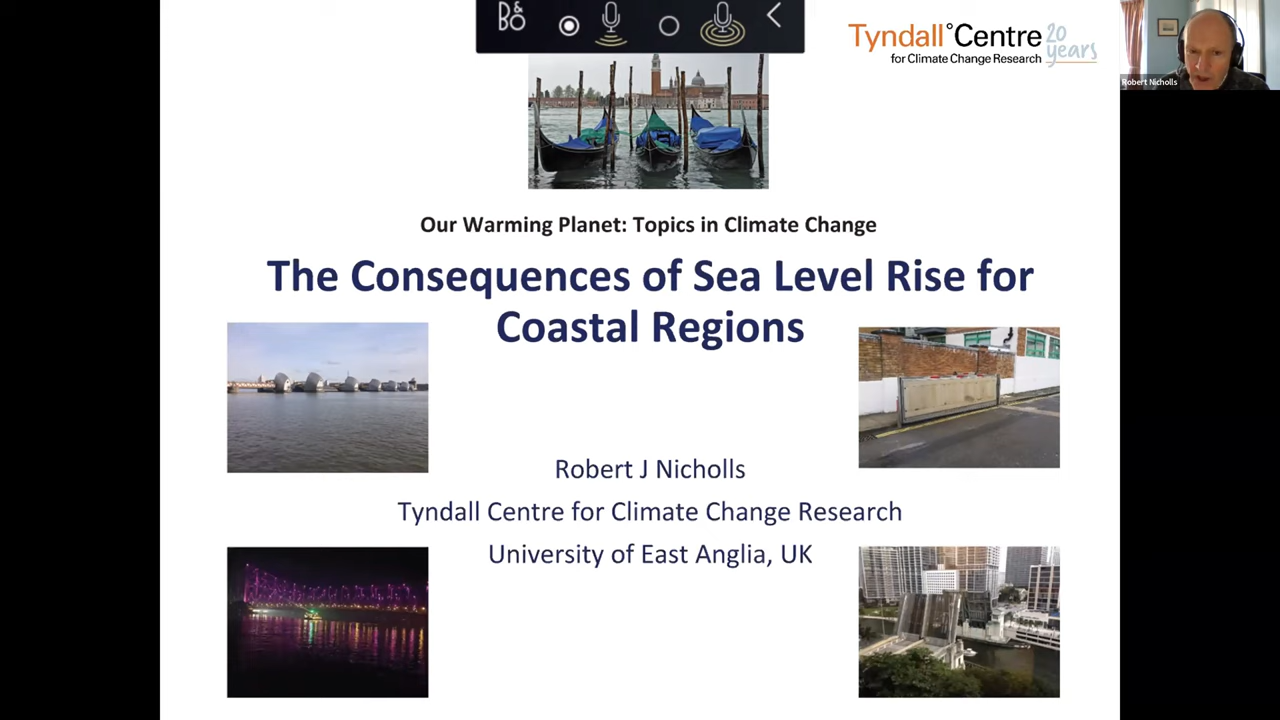 B&O
Tyndall°Centre
for Climate Change Research
20
years
Robert Nicholls
Our Warming Planet: Topics in Climate Change
The Consequences of Sea Level Rise for
Coastal Regions
Robert J Nicholls
Tyndall Centre for Climate Change Research
University of East Anglia, UK